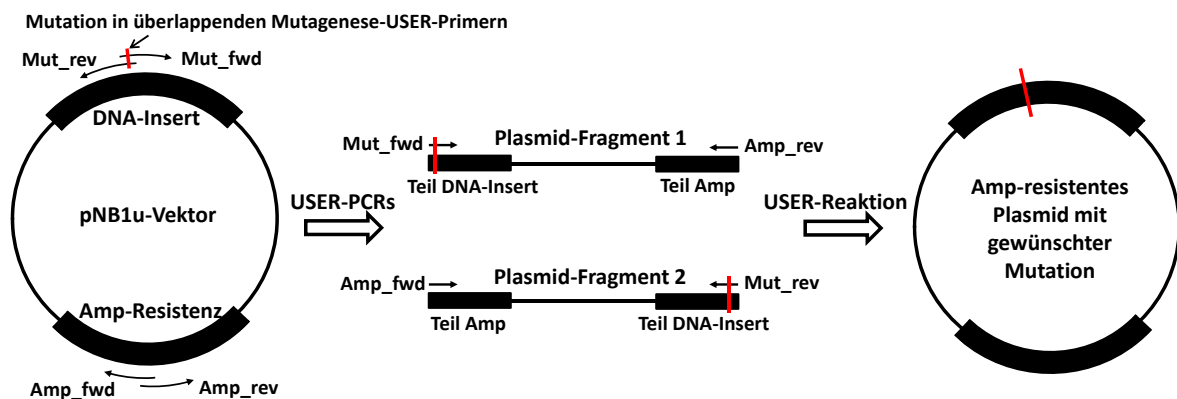 Mutation in überlappenden Mutagenese-USER-Primern
Mut_rev
Mut_fwd
DNA-Insert
pNB1u-Vektor
Amp-Resistenz
Amp_fwd
Amp_rev
USER-PCRs
Mut_fwd
Plasmid-Fragment 1
Amp_rev
Teil DNA-Insert
Teil Amp
Amp_fwd
Plasmid-Fragment 2
Mut_rev
Teil Amp
Teil DNA-Insert
USER-Reaktion
Amp-resistentes
Plasmid mit
gewünschter
Mutation